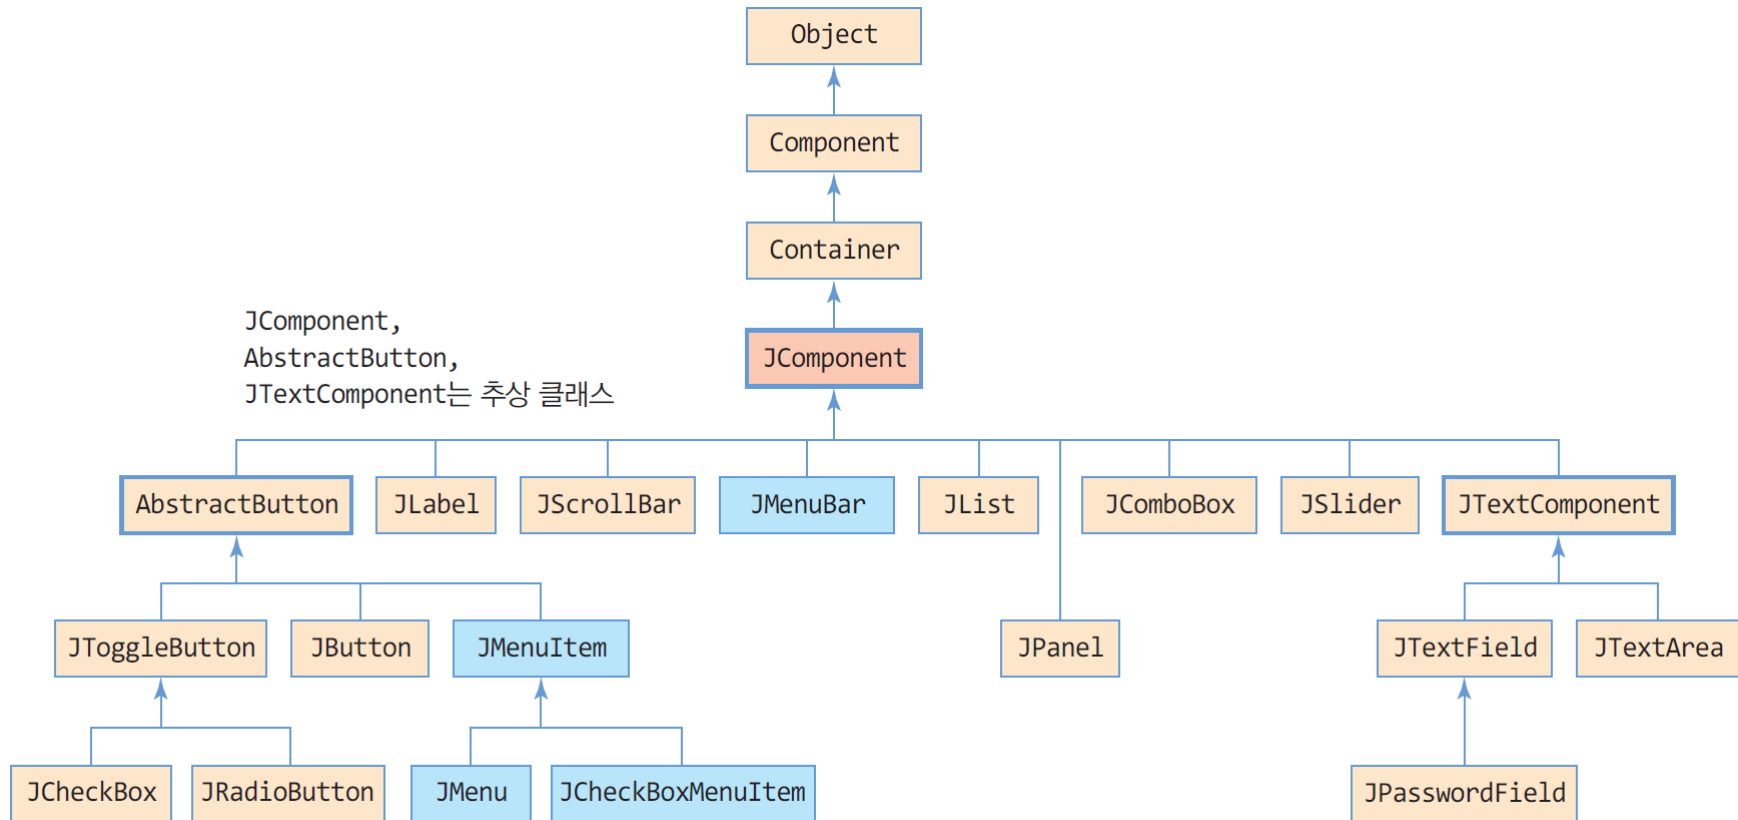 Object
Component
Container
JComponent,
AbstractButton,
JTextComponent는 추상 클래스
JComponent
AbstractButton
JLabel
JScrollBar
JMenuBar
JList
JComboBox
JSlider
JTextComponent
JToggleButton
JButton
JMenuItem
JPanel
JTextField
JTextArea
JCheckBox
JRadioButton
JMenu
JCheckBoxMenuItem
JPasswordField